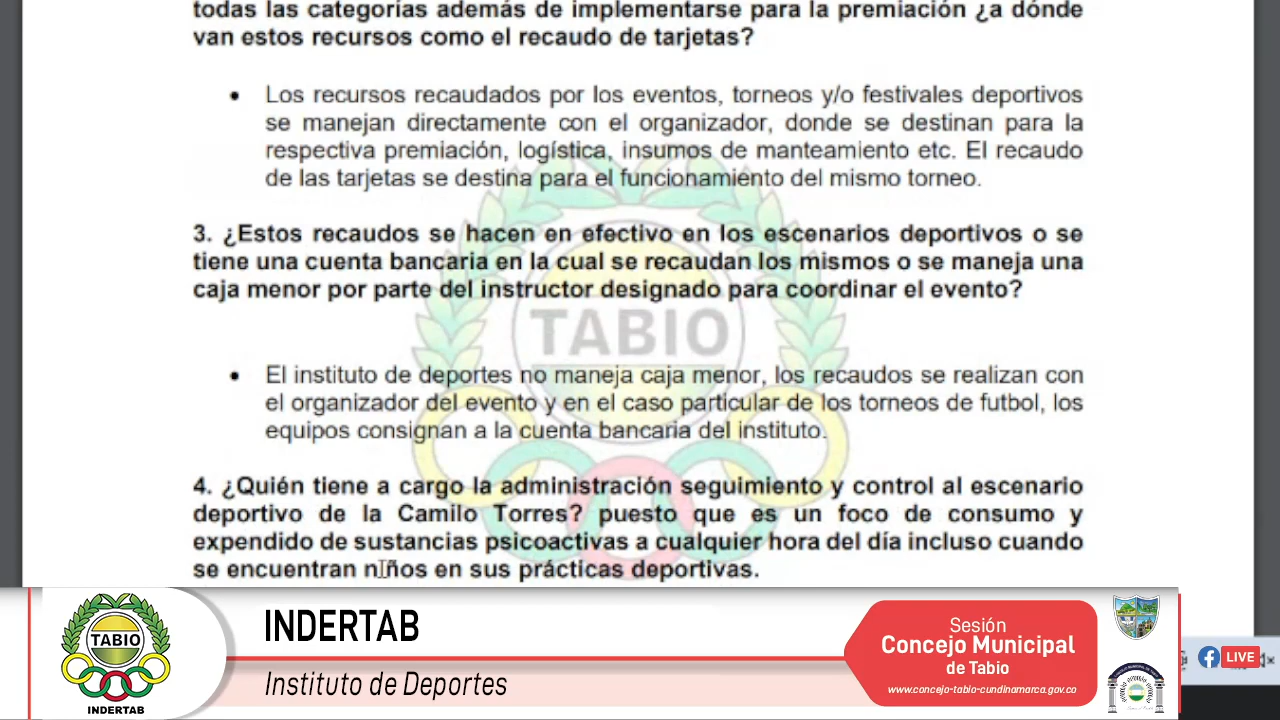 todas las categorías además de implementarse para la premiación ¿a dónde
van estos recursos como el recaudo de tarjetas?
• Los recursos recaudados por los eventos, torneos y/o festivales deportivos
se manejan directamente con el organizador, donde se destinan para la
respectiva premiación, logística, insumos de manteamiento etc. El recaudo
de las tarjetas se destina para el funcionamiento del mismo torneo.
3. ¿Estos recaudos se hacen en efectivo en los escenarios deportivos o se
tiene una cuenta bancaria en la cual se recaudan los mismos o se maneja una
caja menor por parte del instructor designado para coordinar el evento?
TABIO
• El instituto de deportes no maneja caja menor, los recaudos se realizan con
el organizador del evento y en el caso particular de los torneos de futbol, los
equipos consignan a la cuenta bancaria del instituto.
4. ¿Quién tiene a cargo la administración seguimiento y control al escenario
deportivo de la Camilo Torres? puesto que es un foco de consumo y
expendido de sustancias psicoactivas a cualquier hora del día incluso cuando
se encuentran niños en sus prácticas deportivas.
TABIO
INDERTAB
INDERTAB
Instituto de Deportes
Sesión
Concejo Municipal
de Tabio
www.concejo-tabio-cundinamarca.gov.co
LIVE